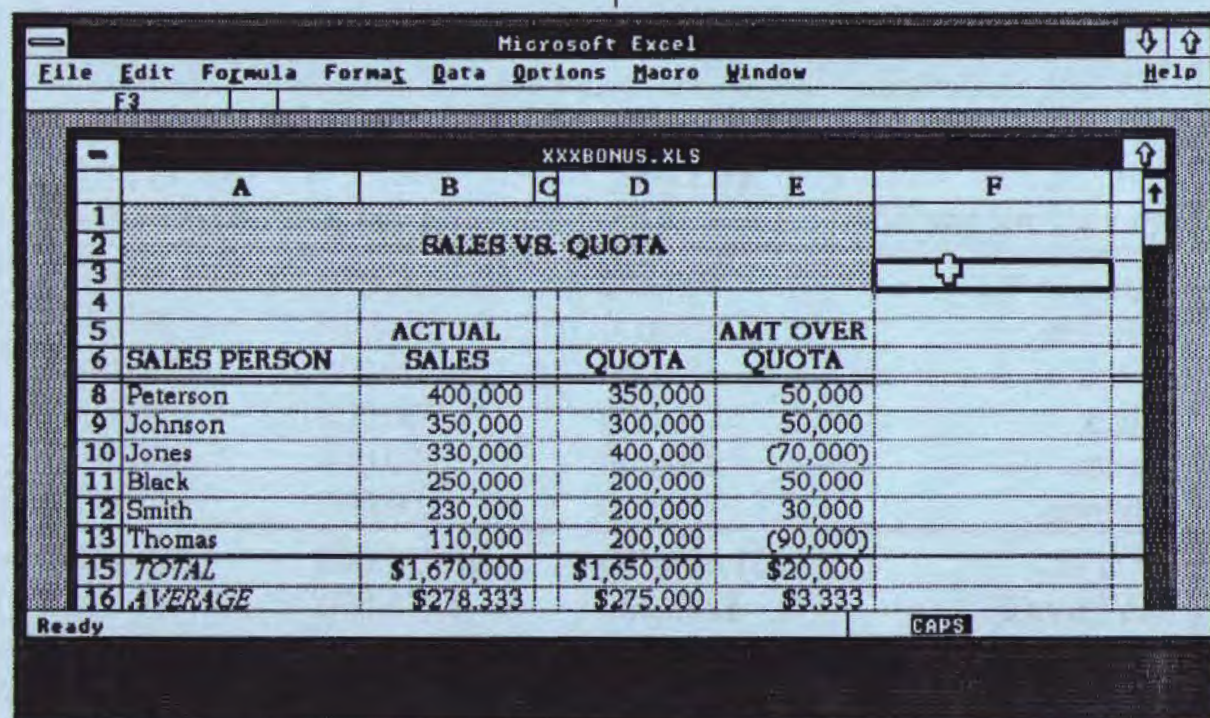 Microsoft Excel
File Edit Formula Format Data Options Macro Window Help
F3
XXXBONUS.XLS
A B C D E F
1
2 SALES VS. QUOTA
3
4
5 ACTUAL AMT OVER
6 SALES PERSON SALES QUOTA QUOTA
8 Peterson 400,000 350,000 50,000
9 Johnson 350,000 300,000 50,000
10 Jones 330,000 400,000 (70,000)
11 Black 250,000 200,000 50,000
12 Smith 230,000 200,000 30,000
13 Thomas 110,000 200,000 (90,000)
15 TOTAL $1,670,000 $1,650,000 $20,000
16 AVERAGE $278,333 $275,000 $3,333
Ready CAPS